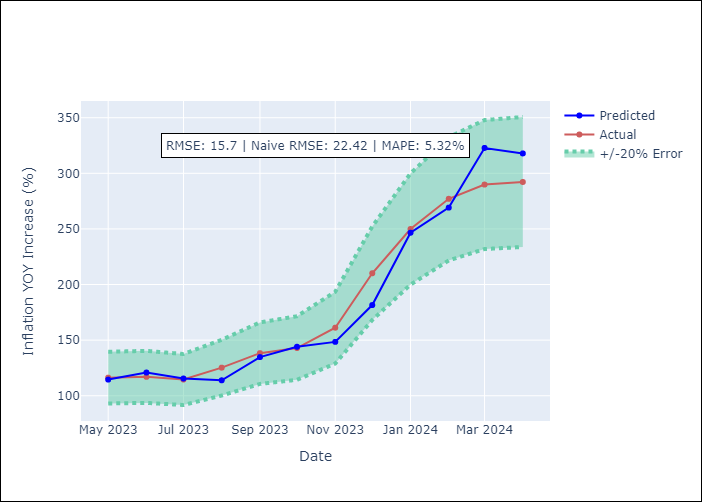 RMSE: 15.7 | Naive RMSE: 22.42 | MAPE: 5.32%
Predicted
Actual
+/-20% Error
Inflation YOY Increase (%)
350
300
250
200
150
100
May 2023 Jul 2023 Sep 2023 Nov 2023 Jan 2024 Mar 2024
Date